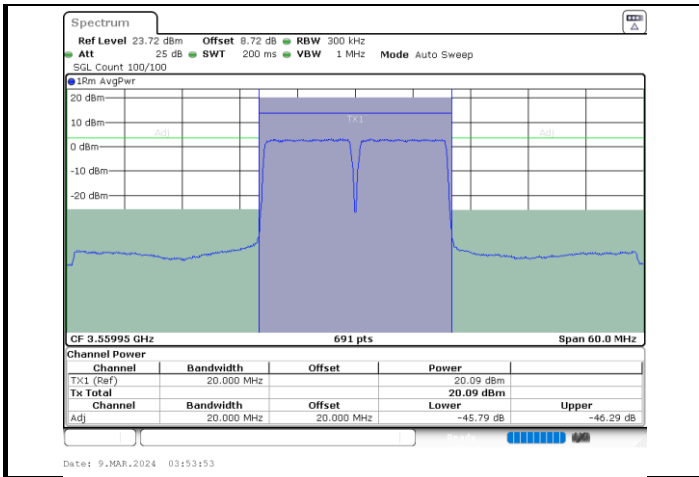 Spectrum
Ref Level 23.72 dBm Offset 8.72 dB RBW 300 kHz
Att 25 dB SWT 200 ms VBW 1 MHz Mode Auto Sweep
SGL Count 100/100
1Rm AvgPwr
20 dBm
TX1
10 dBm
Adj Adj
0 dBm
-10 dBm
-20 dBm
CF 3.55995 GHz 691 pts Span 60.0 MHz
Channel Power
Channel Bandwidth Offset Power
TX1 (Ref) 20.000 MHz 20.09 dBm
Tx Total 20.09 dBm
Channel Bandwidth Offset Lower Upper
Adj 20.000 MHz 20.000 MHz -45.79 dB -46.29 dB
Date: 9.MAR.2024 03:53:53